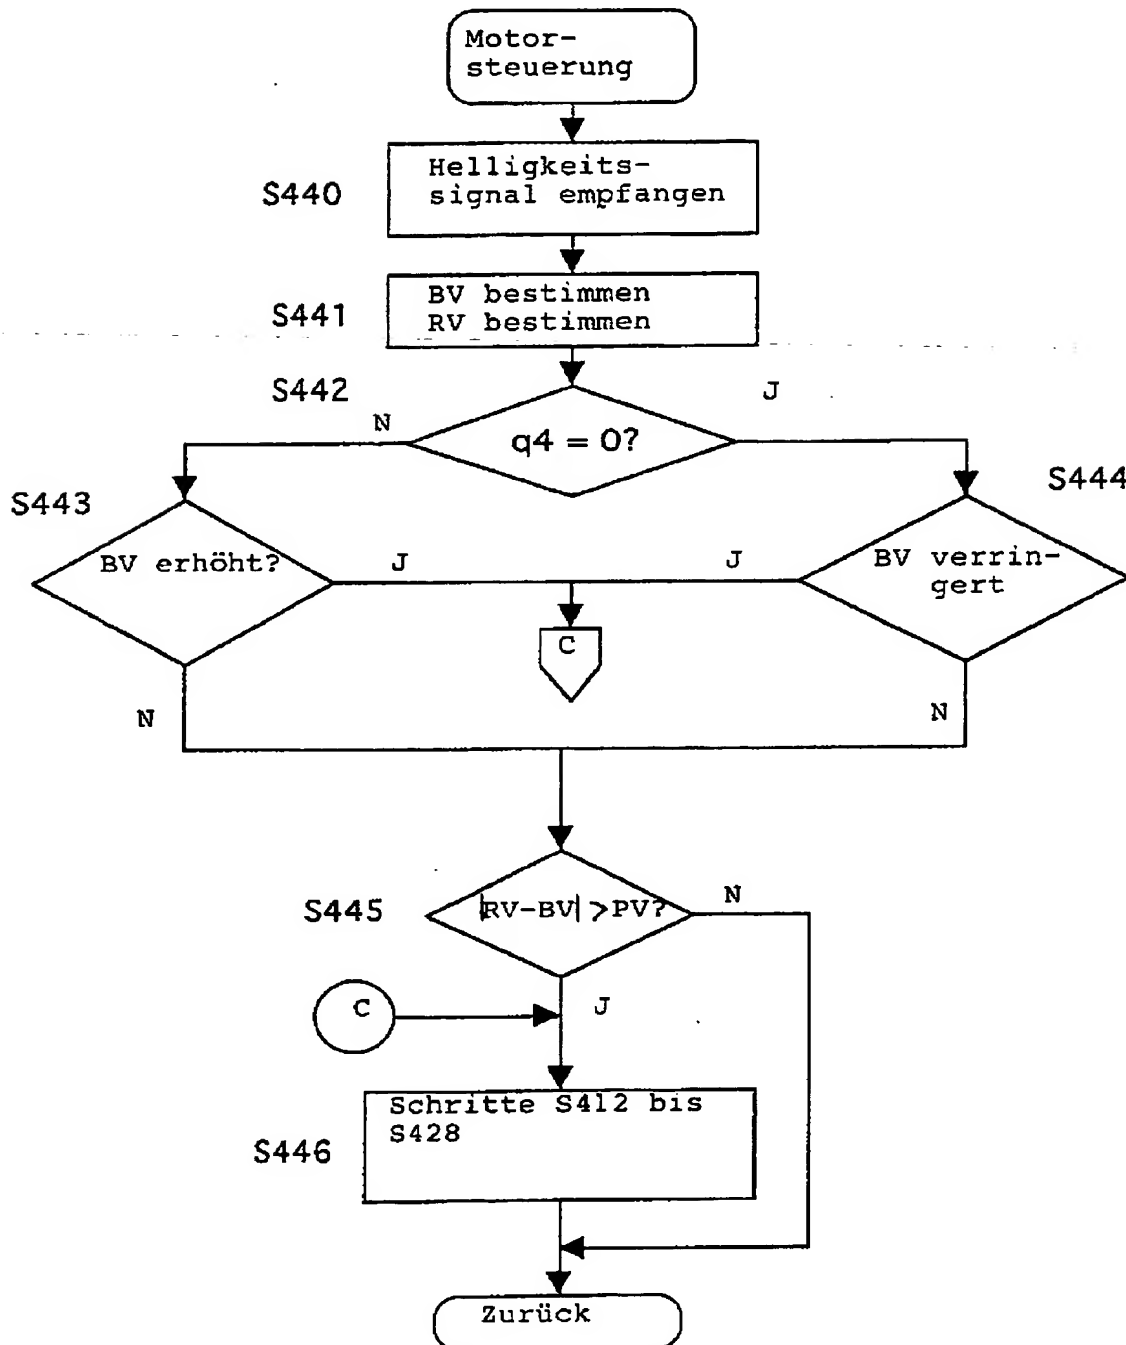 Motor-
steuerung
Helligkeits-
signal empfangen
S440
BV bestimmen
RV bestimmen
S441
S442
N
J
q4 = 0?
S443
S444
BV erhöht?
J
J
BV verrin-
gert
C
N
N
S445
|RV-BV| >PV?
N
C
J
Schritte S412 bis
S428
S446
Zurück